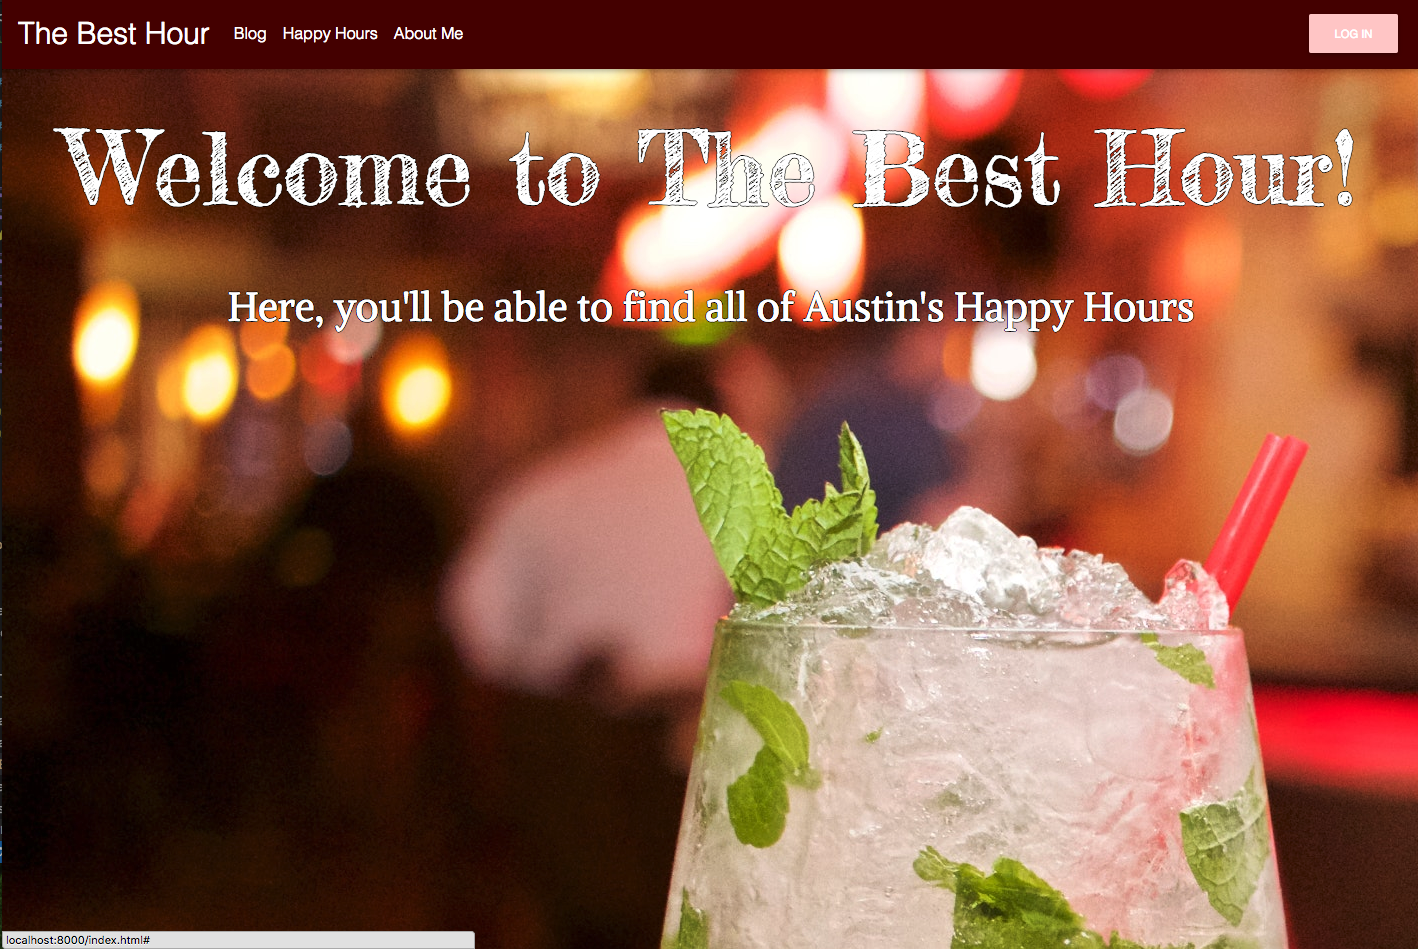 The Best Hour Blog Happy Hours About Me LOG IN
Welcome to The Best Hour!
Here, you'll be able to find all of Austin's Happy Hours
localhost:8000/index.html#